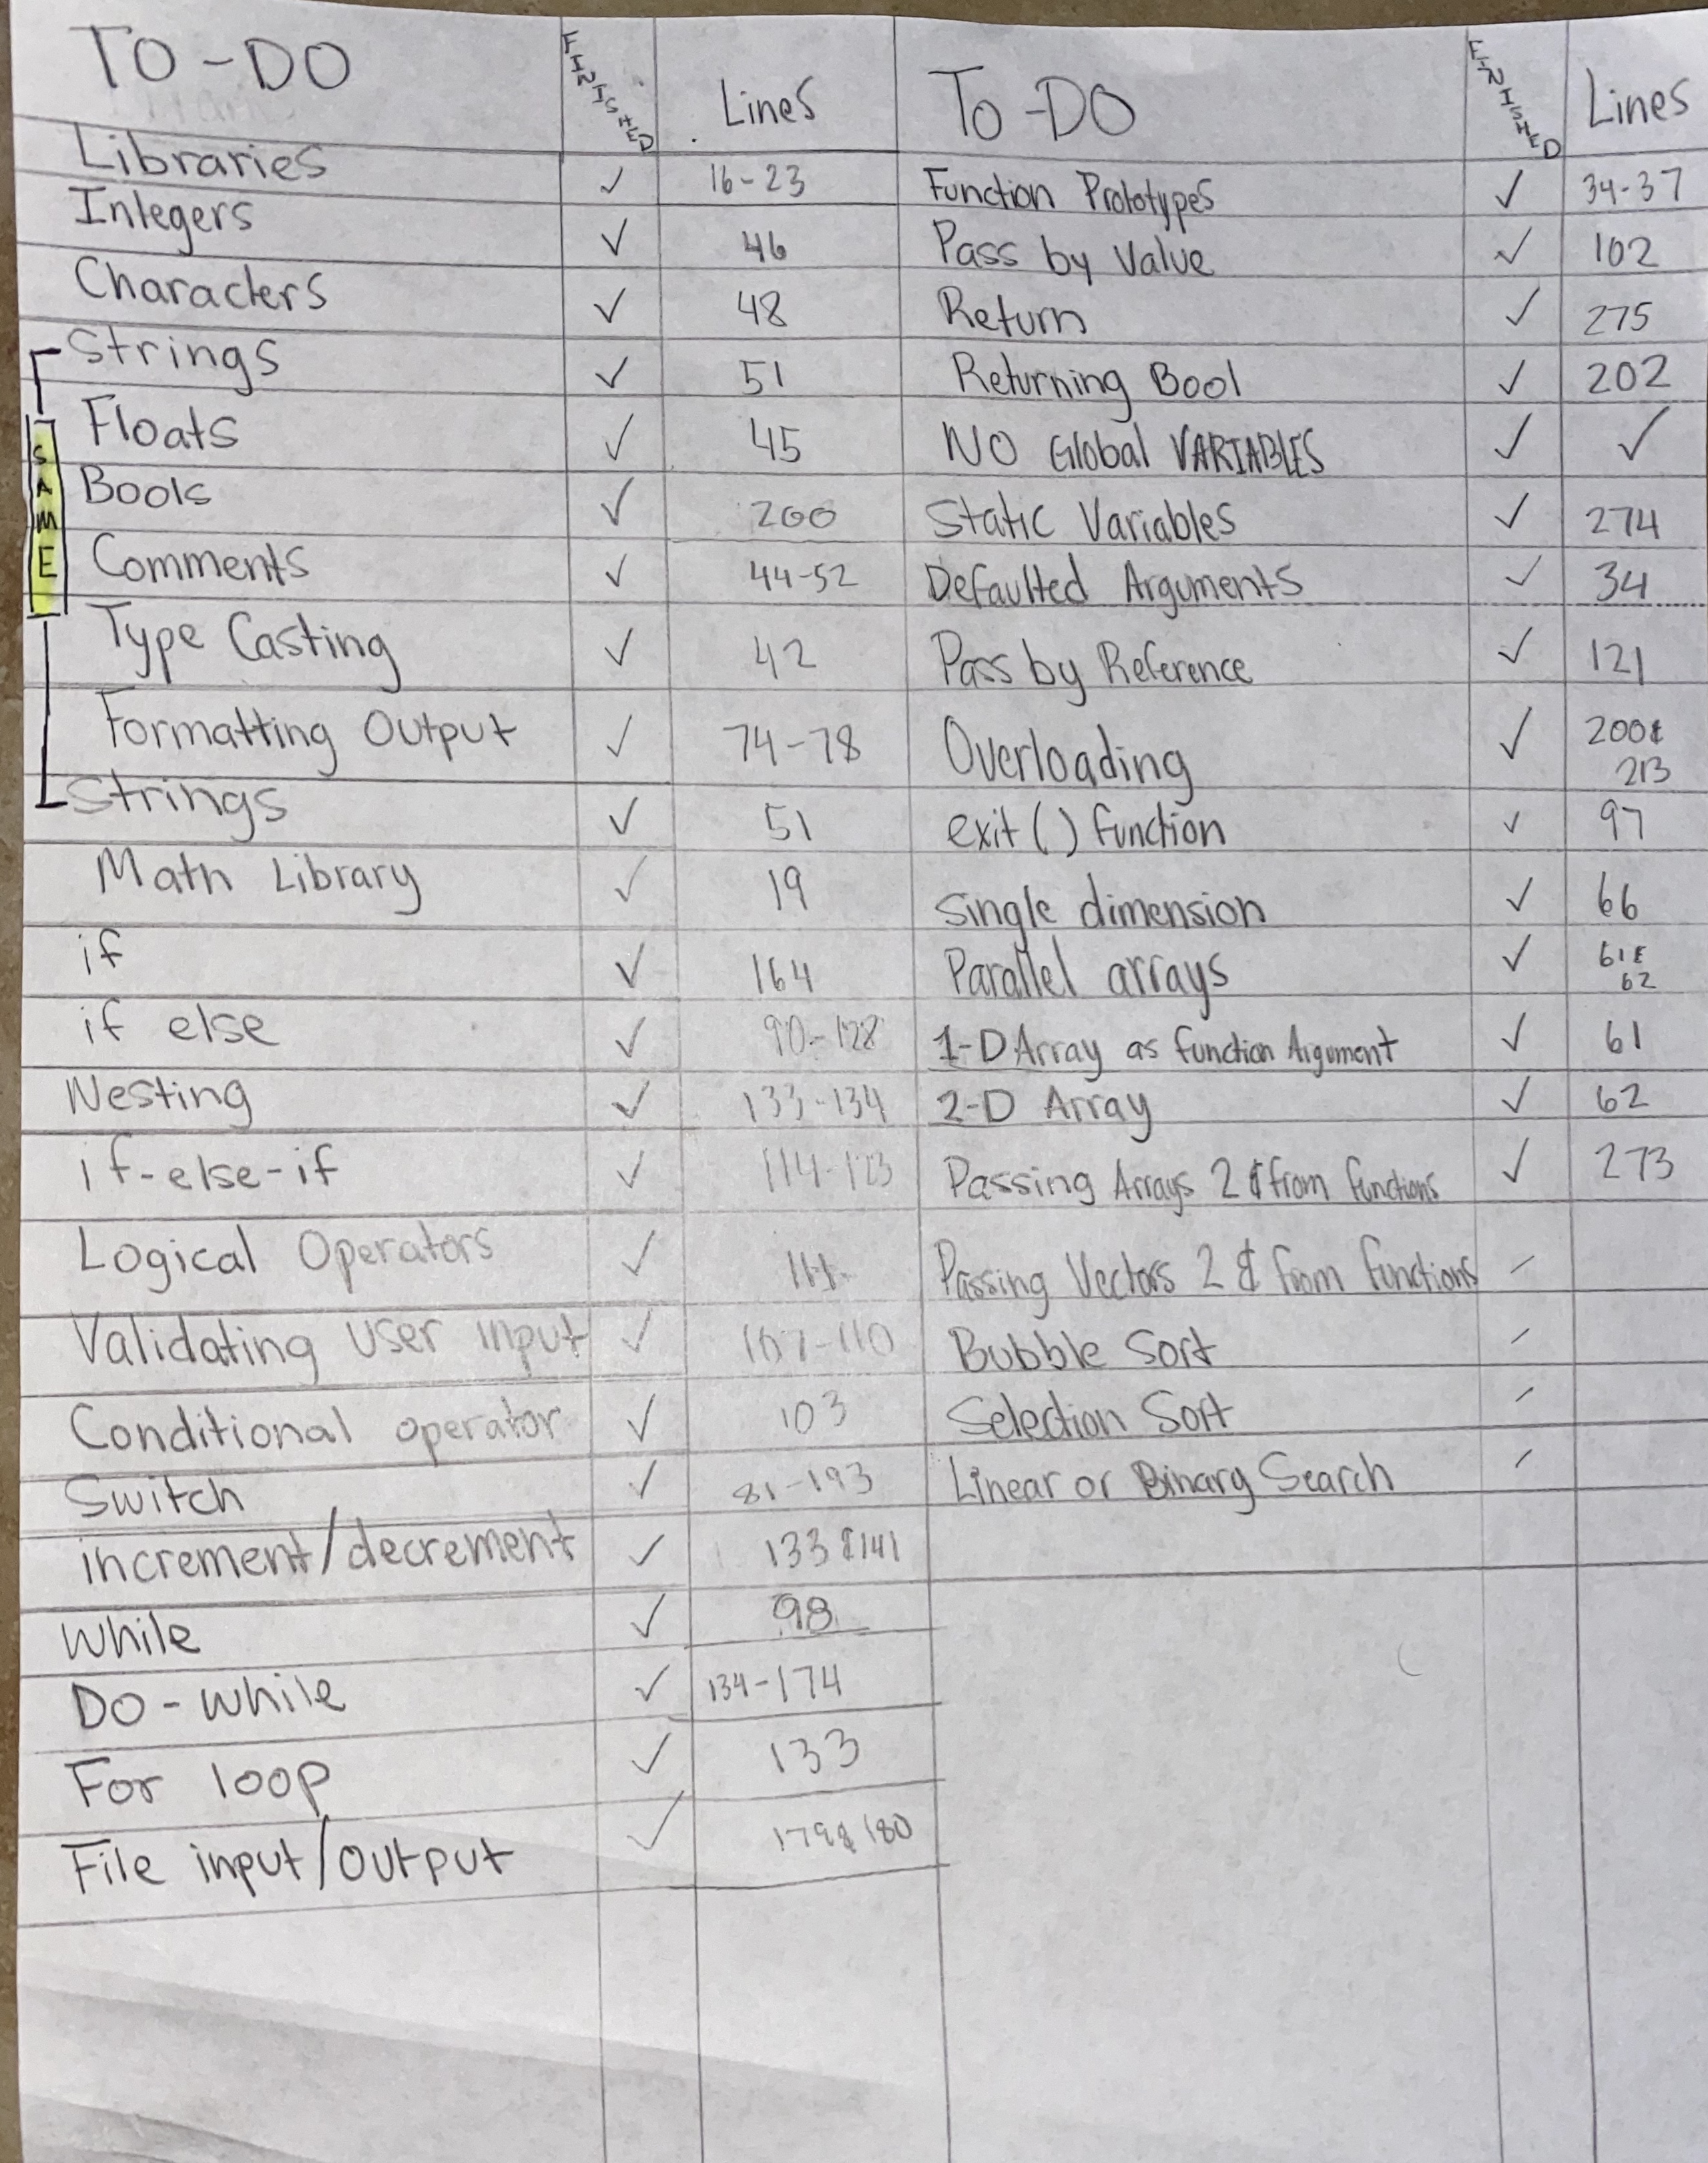 TO-DO FINISHED Lines
Libraries ✓ 16-23
Integers ✓ 46
Characters ✓ 48
Strings ✓ 51
Floats ✓ 45
Bools ✓ 200
Comments ✓ 44-52
Type Casting ✓ 42
Formatting Output ✓ 74-78
Strings ✓ 51
SAME
Math Library ✓ 19
if ✓ 164
if else ✓ 90-128
Nesting ✓ 133-134
if-else-if ✓ 114-123
Logical Operators ✓
Validating user input ✓ 107-110
Conditional operator ✓ 103
Switch ✓ 81-193
increment/decrement ✓ 133 & 141
While ✓ 98
Do-while ✓ 134-174
For loop ✓ 133
File input/output ✓ 179 & 180
To-DO FINISHED Lines
Function Prototypes ✓ 34-37
Pass by Value ✓ 102
Return ✓ 275
Returning Bool ✓ 202
NO Global VARIABLES ✓ ✓
Static Variables ✓ 274
Defaulted Arguments ✓ 34
Pass by Reference ✓ 121
Overloading ✓ 200 &
213
exit() function ✓ 97
Single dimension ✓ 66
Parallel arrays ✓ 61 &
62
1-D Array as function Argument ✓ 61
2-D Array ✓ 62
Passing Arrays 2 & from functions ✓ 273
Passing Vectors 2 & from functions
Bubble Sort
Selection Sort
Linear or Binary Search